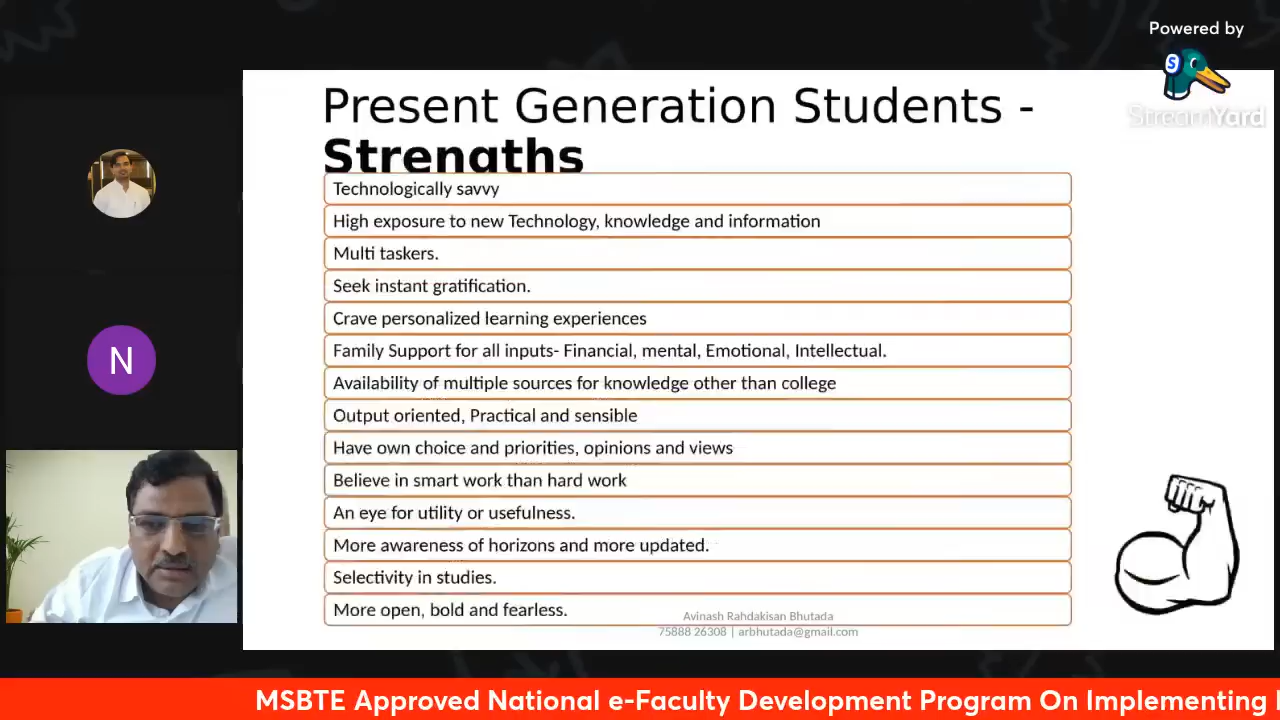 Powered by
S
StreamYard
Present Generation Students -
Strengths
Technologically savvy
High exposure to new Technology, knowledge and information
Multi taskers.
Seek instant gratification.
Crave personalized learning experiences
Family Support for all inputs- Financial, mental, Emotional, Intellectual.
Availability of multiple sources for knowledge other than college
Output oriented, Practical and sensible
Have own choice and priorities, opinions and views
Believe in smart work than hard work
An eye for utility or usefulness.
More awareness of horizons and more updated.
Selectivity in studies.
More open, bold and fearless.
Avinash Rahdakisan Bhutada
75888 26308 | arbhutada@gmail.com
N
MSBTE Approved National e-Faculty Development Program On Implementing